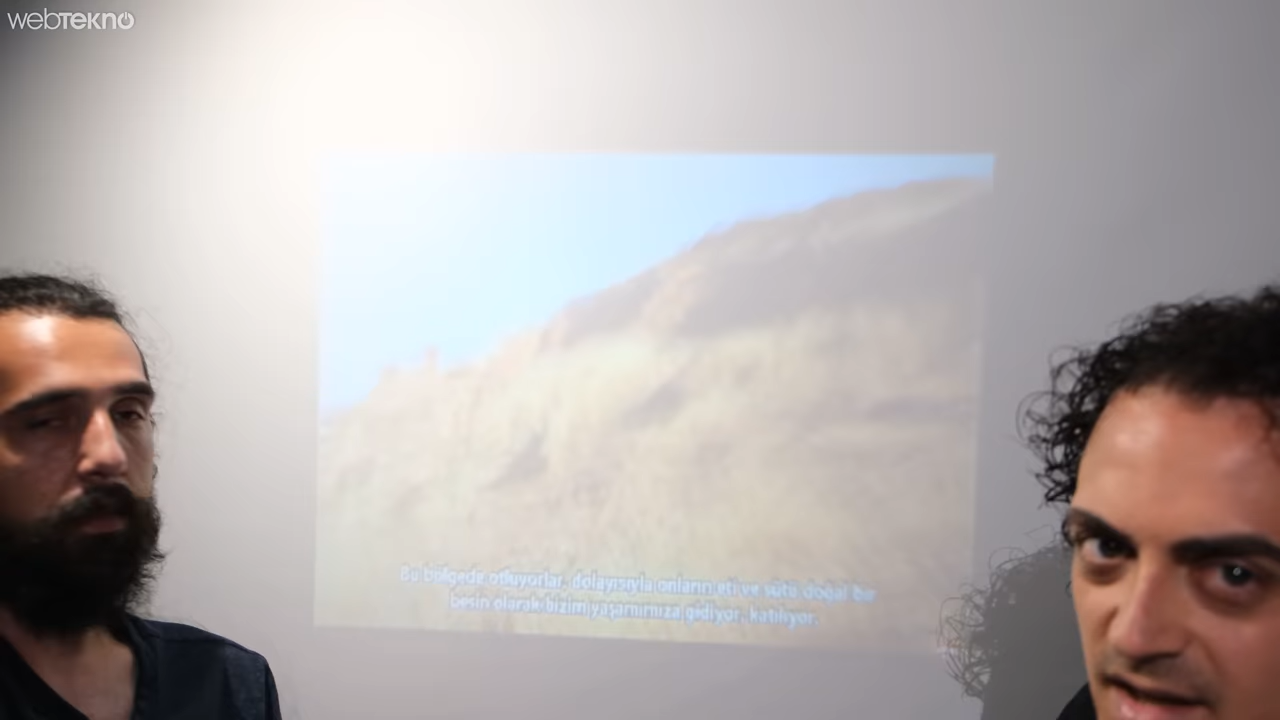 webTEKNO
Bu bölgede otluyorlar, dolayısıyla onların eti ve sütü doğal bir
besin olarak bizim yaşamımıza gidiyor, katılıyor.